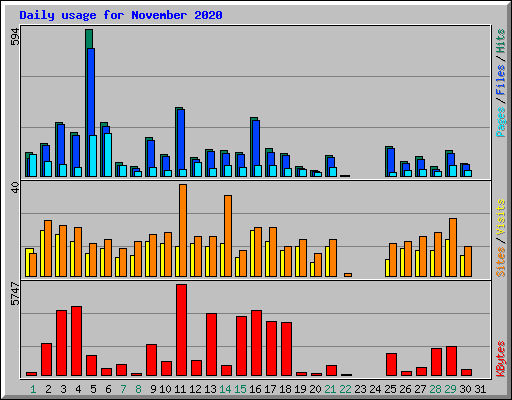 Daily usage for November 2020
594
Pages / Files / Hits
40
Sites / Visits
5747
KBytes
1 2 3 4 5 6 7 8 9 10 11 12 13 14 15 16 17 18 19 20 21 22 23 24 25 26 27 28 29 30 31